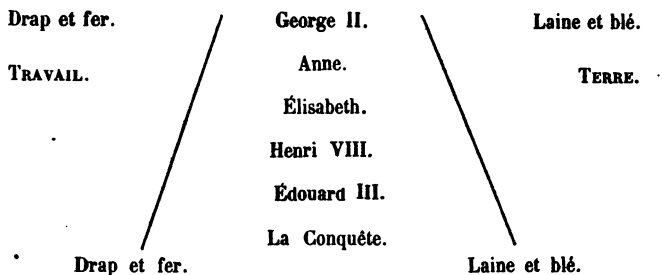 Drap et fer. George II. Laine et blé.
TRAVAIL. Anne. TERRE.
Élisabeth.
Henri VIII.
Édouard III.
La Conquête.
Drap et fer. Laine et blé.